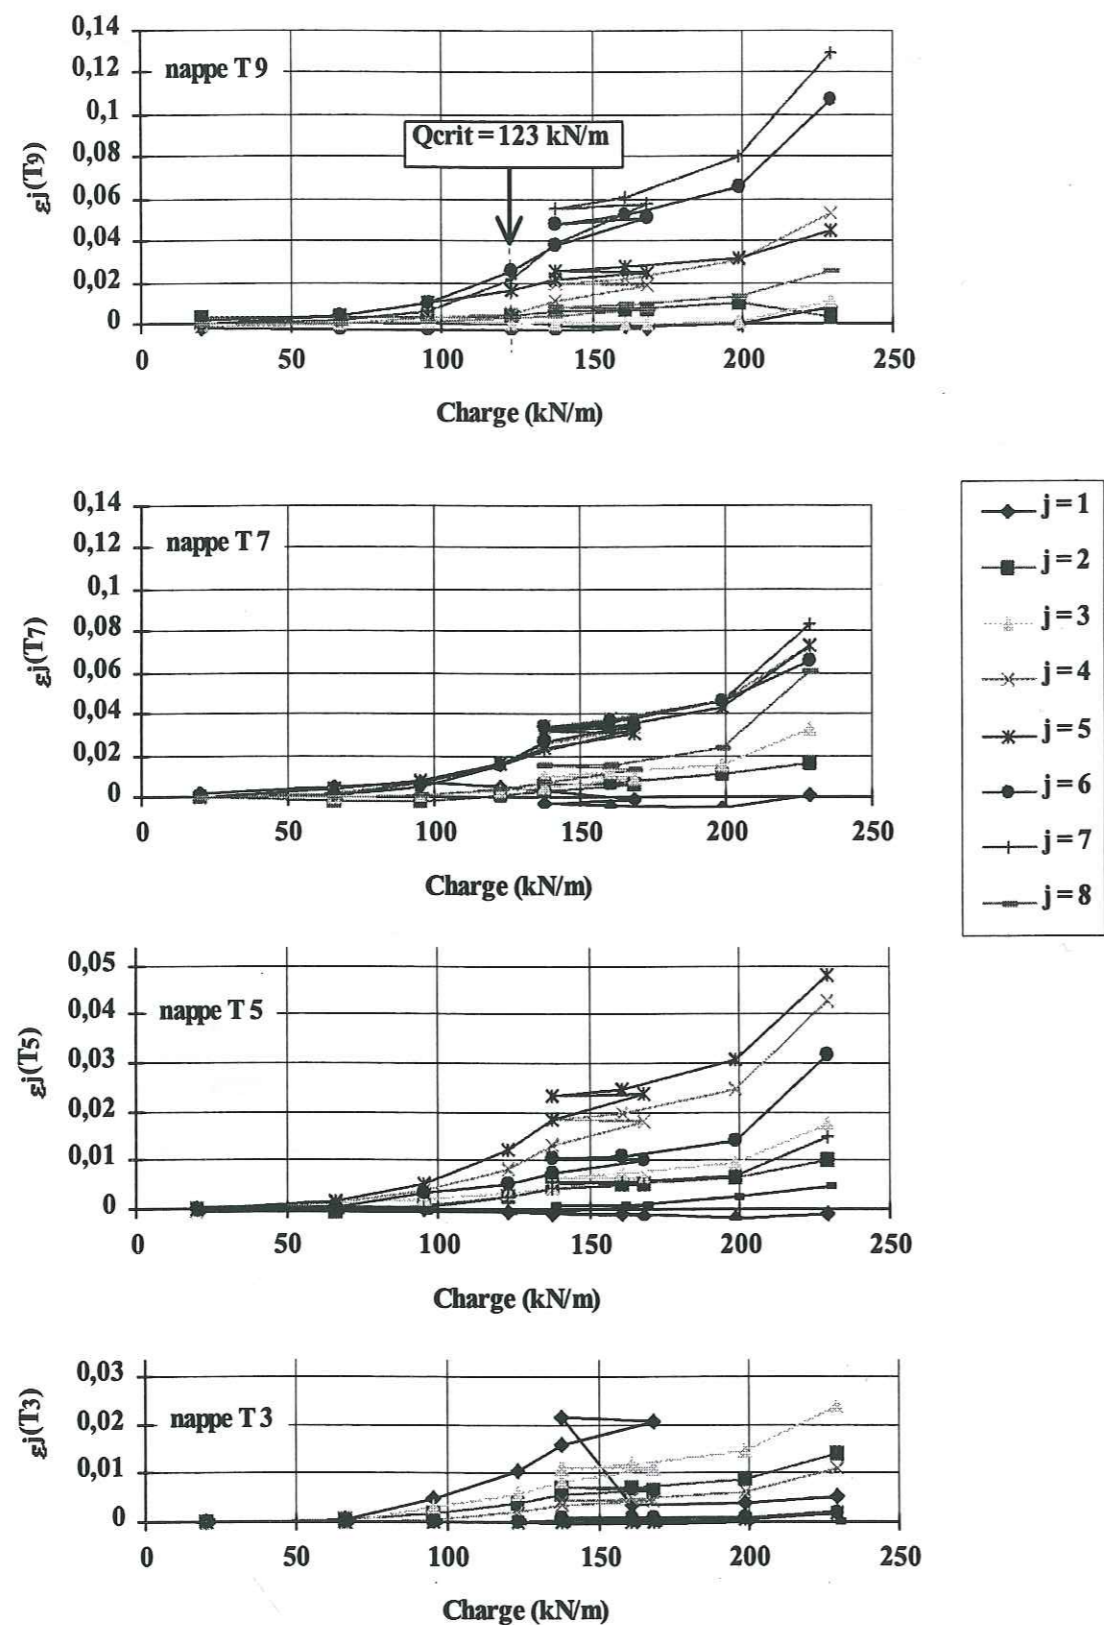 0,14
nappe T 9
0,12
0,1
Qcrit = 123 kN/m
0,08
0,06
0,04
0,02
0
εj(T9)
0 50 100 150 200 250
Charge (kN/m)
0,14
nappe T 7
0,12
0,1
0,08
0,06
0,04
0,02
0
εj(T7)
0 50 100 150 200 250
Charge (kN/m)
j = 1
j = 2
j = 3
j = 4
j = 5
j = 6
j = 7
j = 8
0,05
nappe T 5
0,04
0,03
0,02
0,01
0
εj(T5)
0 50 100 150 200 250
Charge (kN/m)
0,03
nappe T 3
0,02
0,01
0
εj(T3)
0 50 100 150 200 250
Charge (kN/m)